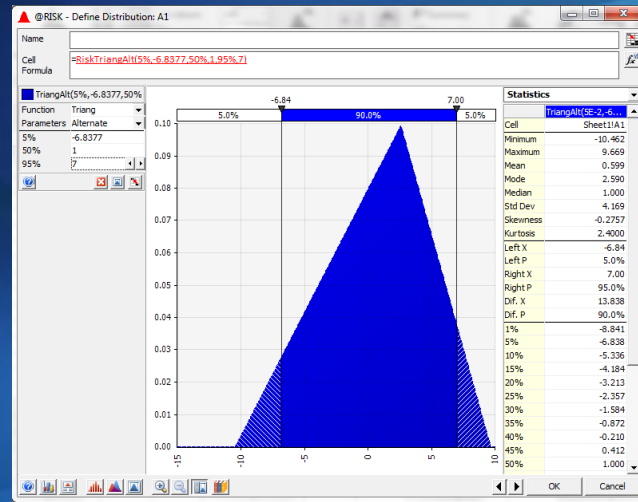 @RISK - Define Distribution: A1
Name
Cell Formula
=RiskTriangAlt(5%,-6.8377,50%,1,95%,7)
TriangAlt(5%,-6.8377,50%
Function Triang
Parameters Alternate
5% -6.8377
50% 1
95% 7
-6.84 7.00
5.0% 90.0% 5.0%
0.10
0.09
0.08
0.07
0.06
0.05
0.04
0.03
0.02
0.01
0.00
-15 -10 -5 0 5 10
Statistics
TriangAlt(5E-2,-6...
Cell Sheet1!A1
Minimum -10.462
Maximum 9.669
Mean 0.599
Mode 2.590
Median 1.000
Std Dev 4.169
Skewness -0.2757
Kurtosis 2.4000
Left X -6.84
Left P 5.0%
Right X 7.00
Right P 95.0%
Dif. X 13.838
Dif. P 90.0%
1% -8.841
5% -6.838
10% -5.336
15% -4.184
20% -3.213
25% -2.357
30% -1.584
35% -0.872
40% -0.210
45% 0.412
50% 1.000
OK Cancel